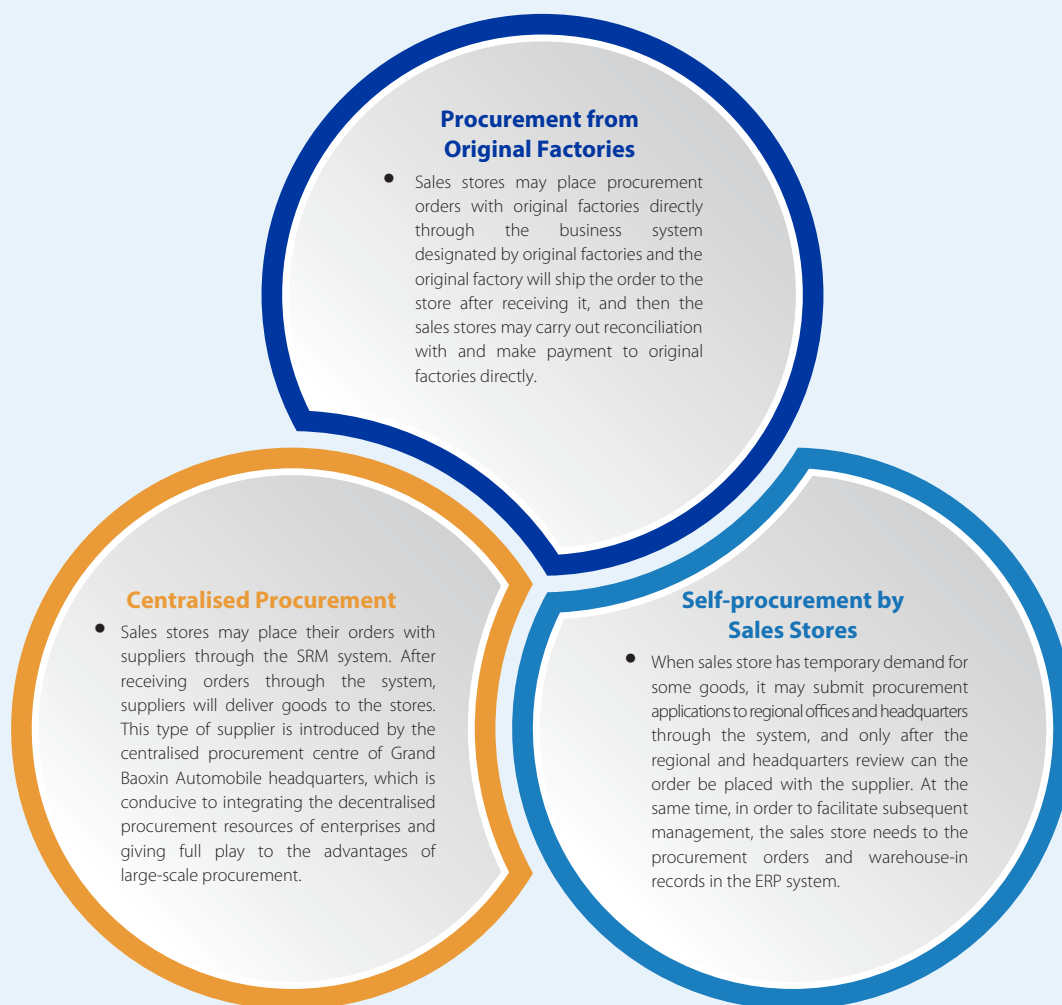 Procurement from
Original Factories
• Sales stores may place procurement
orders with original factories directly
through the business system
designated by original factories and the
original factory will ship the order to the
store after receiving it, and then the
sales stores may carry out reconciliation
with and make payment to original
factories directly.
Centralised Procurement
• Sales stores may place their orders with
suppliers through the SRM system. After
receiving orders through the system,
suppliers will deliver goods to the stores.
This type of supplier is introduced by the
centralised procurement centre of Grand
Baoxin Automobile headquarters, which is
conducive to integrating the decentralised
procurement resources of enterprises and
giving full play to the advantages of
large-scale procurement.
Self-procurement by
Sales Stores
• When sales store has temporary demand for
some goods, it may submit procurement
applications to regional offices and headquarters
through the system, and only after the
regional and headquarters review can the
order be placed with the supplier. At the
same time, in order to facilitate subsequent
management, the sales store needs to the
procurement orders and warehouse-in
records in the ERP system.